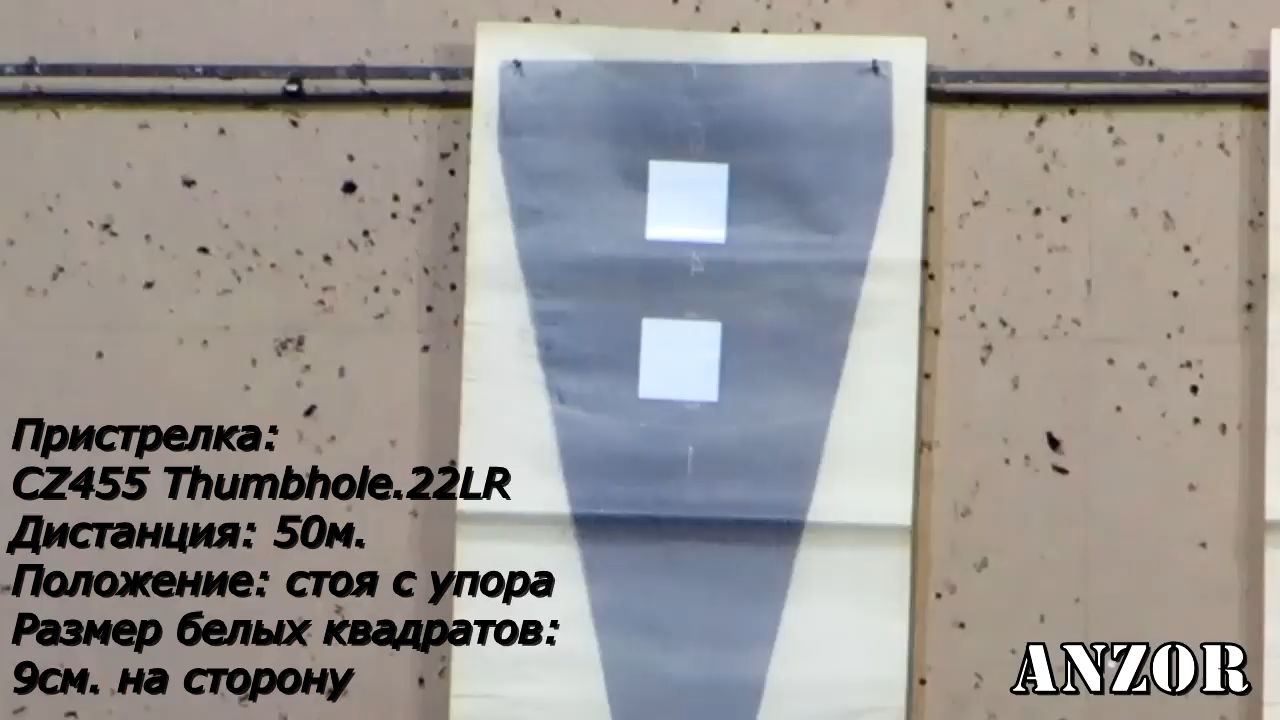 Пристрелка:
CZ455 Thumbhole.22LR
Дистанция: 50м.
Положение: стоя с упора
Размер белых квадратов:
9см. на сторону
ANZOR